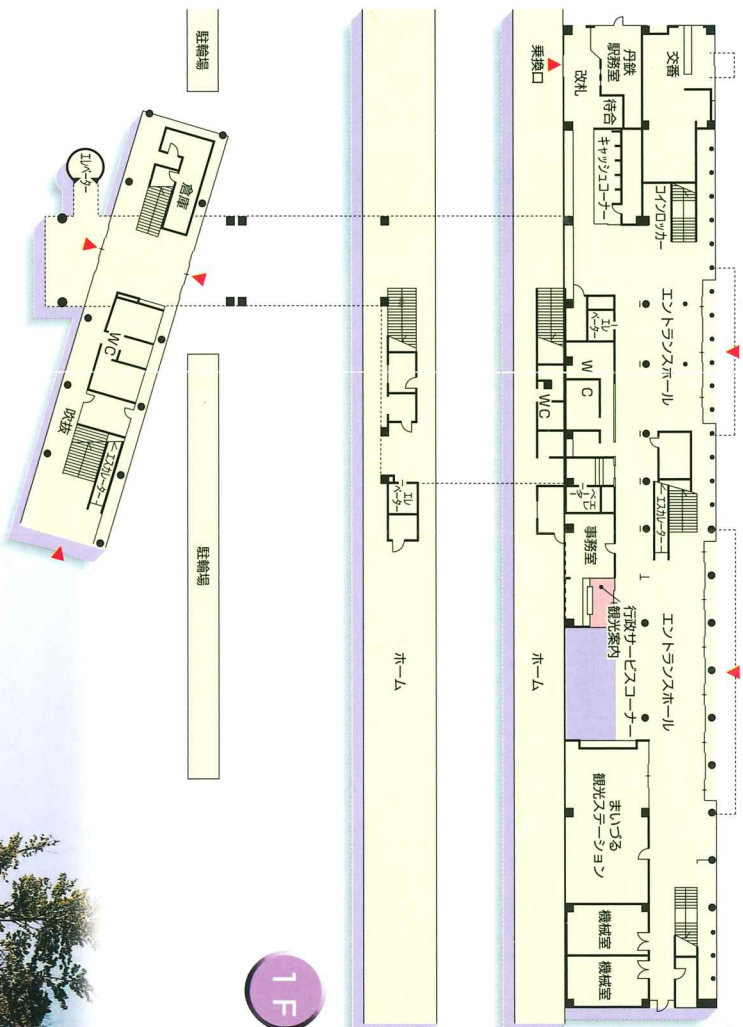 交番
丹鉄
駅務室
待合
改札
乗換口
キャッシュコーナー
コインロッカー
エントランスホール
エレ
ベーター
W C
WC
エスカレーター
エレ
ベー
ター
事務室
観光案内
行政サービスコーナー
エントランスホール
まいづる
観光ステーション
機械室
機械室
ホーム
エレ
ベーター
ホーム
駐輪場
駐輪場
倉庫
エレベーター
WC
吹抜
エスカレーター
1F